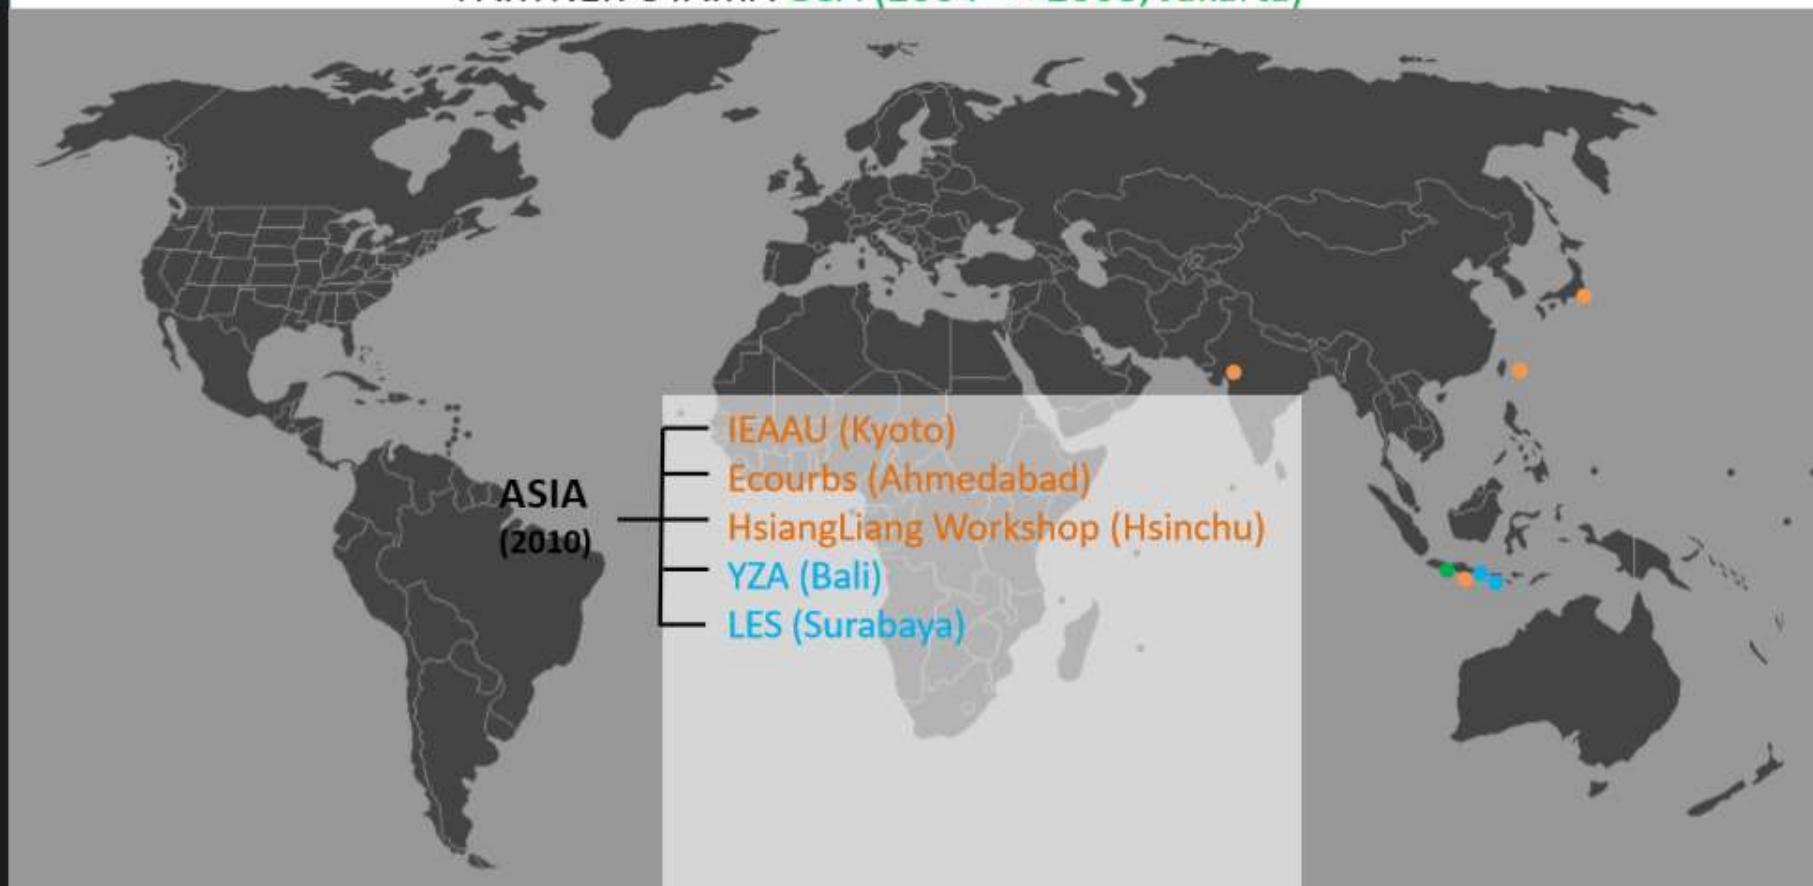 ASIA
(2010)
IEAAU (Kyoto)
Ecourbs (Ahmedabad)
HsiangLiang Workshop (Hsinchu)
YZA (Bali)
LES (Surabaya)